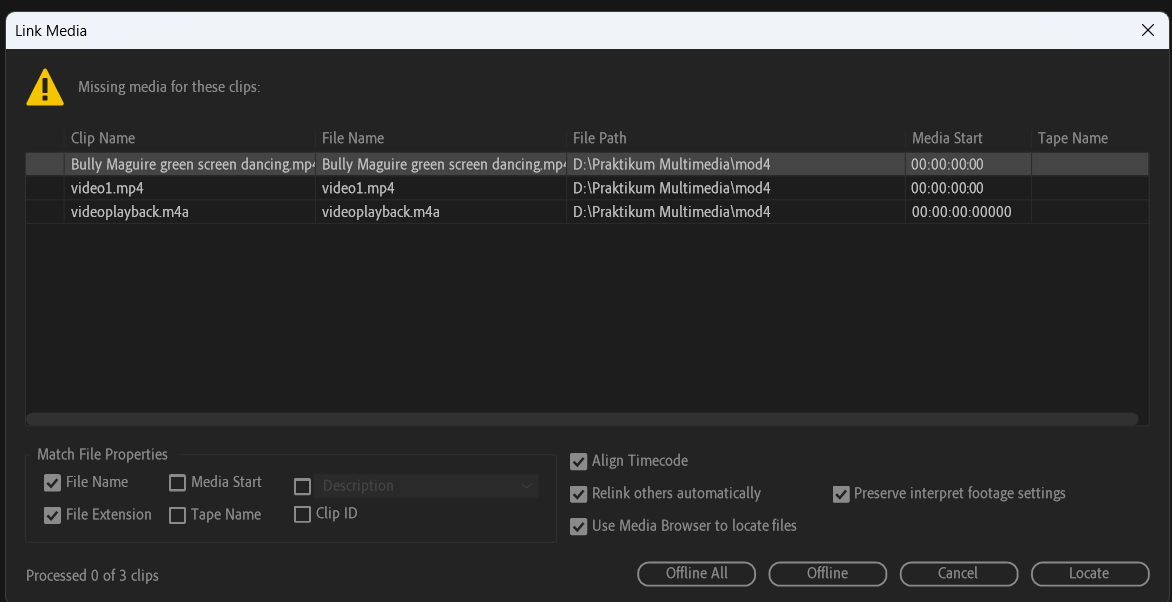 Link Media
Missing media for these clips:
Clip Name File Name File Path Media Start Tape Name
Bully Maguire green screen dancing.mp4 Bully Maguire green screen dancing.mp4 D:\Praktikum Multimedia\mod4 00:00:00:00
video1.mp4 video1.mp4 D:\Praktikum Multimedia\mod4 00:00:00:00
videoplayback.m4a videoplayback.m4a D:\Praktikum Multimedia\mod4 00:00:00:00000
Match File Properties
File Name Media Start Description
File Extension Tape Name Clip ID
Align Timecode
Relink others automatically Preserve interpret footage settings
Use Media Browser to locate files
Processed 0 of 3 clips
Offline All Offline Cancel Locate